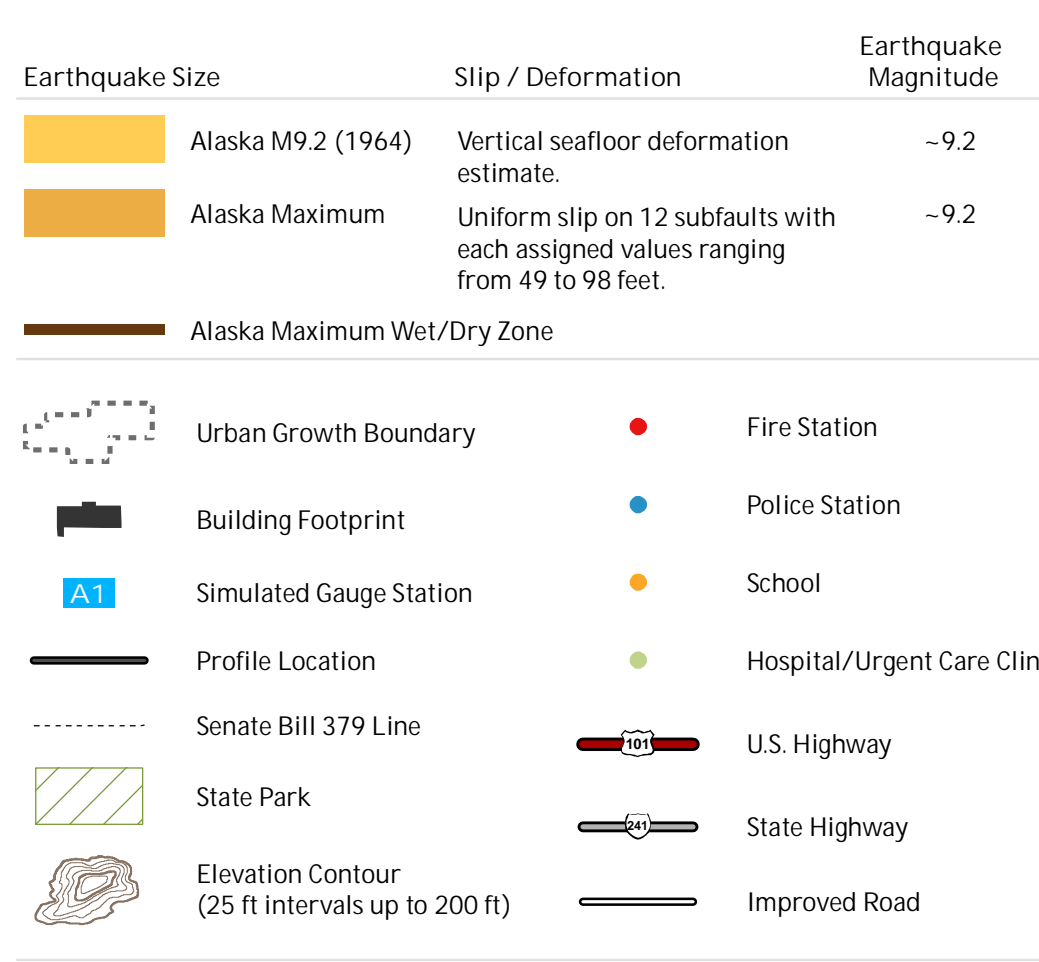 Earthquake Size
Slip / Deformation
Earthquake
Magnitude
Alaska M9.2 (1964)
Vertical seafloor deformation
estimate.
~9.2
Alaska Maximum
Uniform slip on 12 subfaults with
each assigned values ranging
from 49 to 98 feet.
~9.2
Alaska Maximum Wet/Dry Zone
Urban Growth Boundary
Building Footprint
A1
Simulated Gauge Station
Profile Location
Senate Bill 379 Line
State Park
Elevation Contour
(25 ft intervals up to 200 ft)
Fire Station
Police Station
School
Hospital/Urgent Care Clin
101
U.S. Highway
241
State Highway
Improved Road